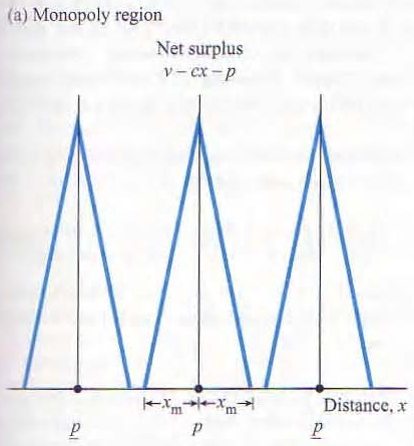 (a) Monopoly region
Net surplus
v – cx – p
xm xm
Distance, x
p p p